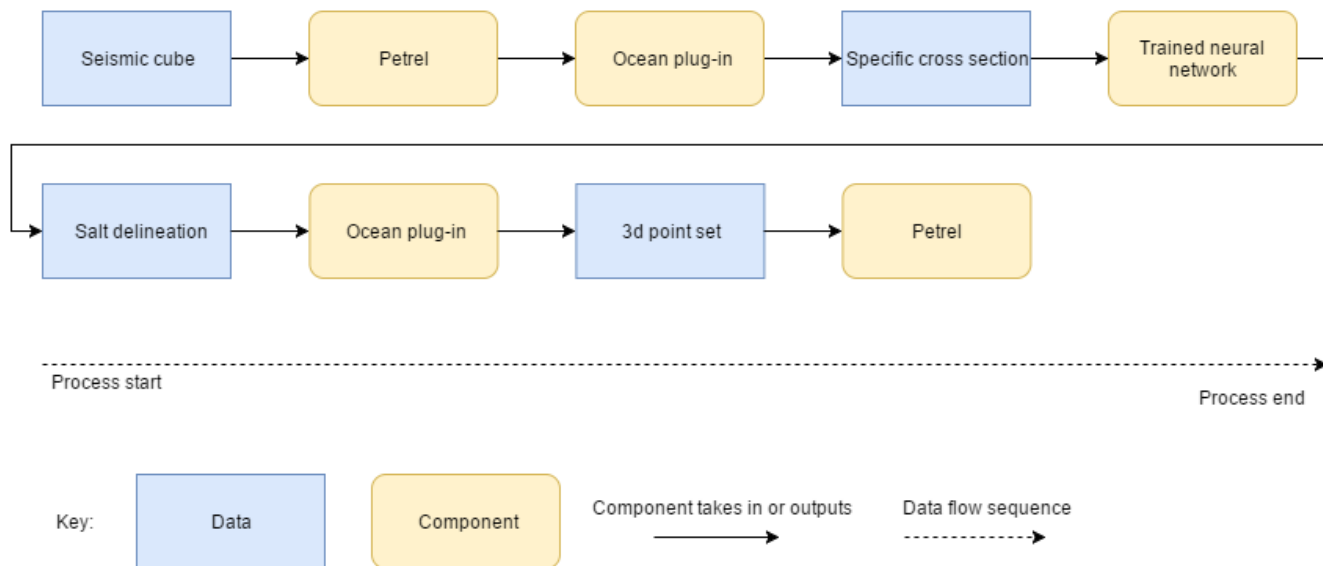 Seismic cube
Petrel
Ocean plug-in
Specific cross section
Trained neural
network
Salt delineation
Ocean plug-in
3d point set
Petrel
Process start
Process end
Key:
Data
Component
Component takes in or outputs
Data flow sequence